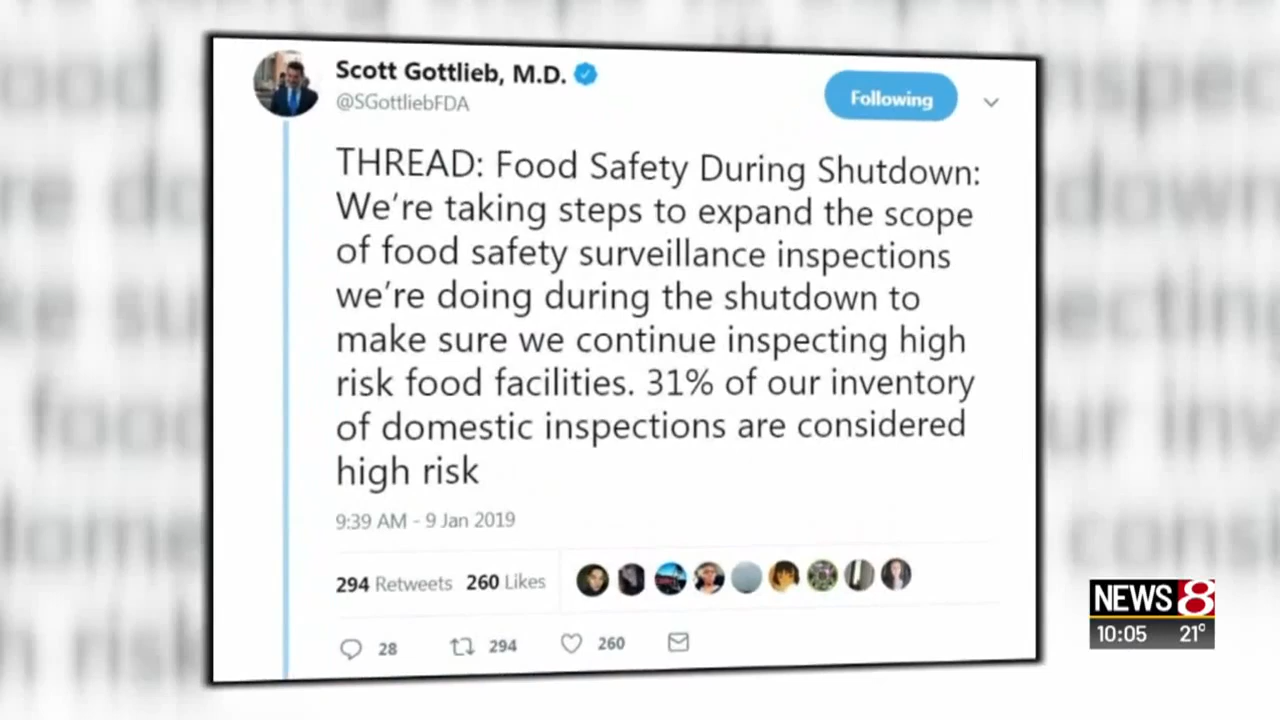 Scott Gottlieb, M.D.
@SGottliebFDA
Following
THREAD: Food Safety During Shutdown:
We're taking steps to expand the scope
of food safety surveillance inspections
we're doing during the shutdown to
make sure we continue inspecting high
risk food facilities. 31% of our inventory
of domestic inspections are considered
high risk
9:39 AM - 9 Jan 2019
294 Retweets 260 Likes
28 294 260
NEWS 8
10:05 21°